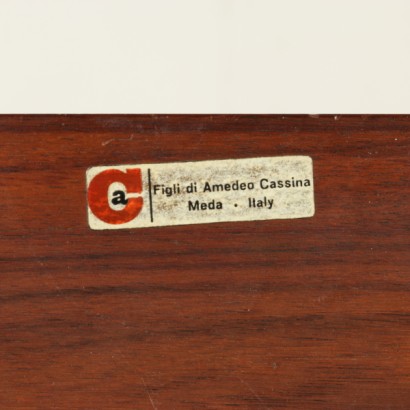 Ca
Figli di Amedeo Cassina
Meda · Italy